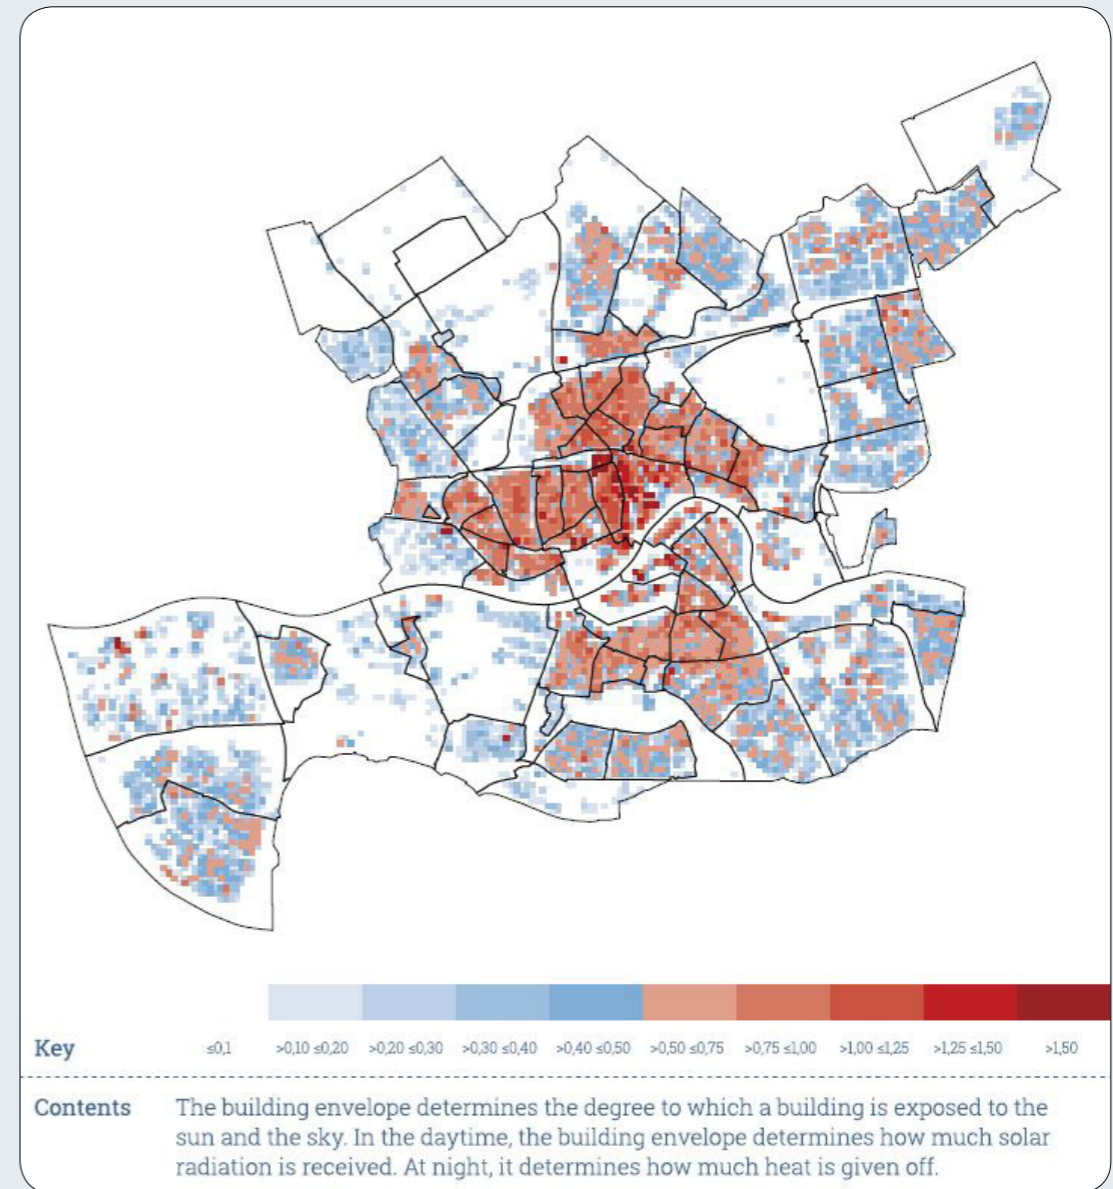 Key ≤0,1 >0,10 ≤0,20 >0,20 ≤0,30 >0,30 ≤0,40 >0,40 ≤0,50 >0,50 ≤0,75 >0,75 ≤1,00 >1,00 ≤1,25 >1,25 ≤1,50 >1,50
Contents The building envelope determines the degree to which a building is exposed to the
sun and the sky. In the daytime, the building envelope determines how much solar
radiation is received. At night, it determines how much heat is given off.